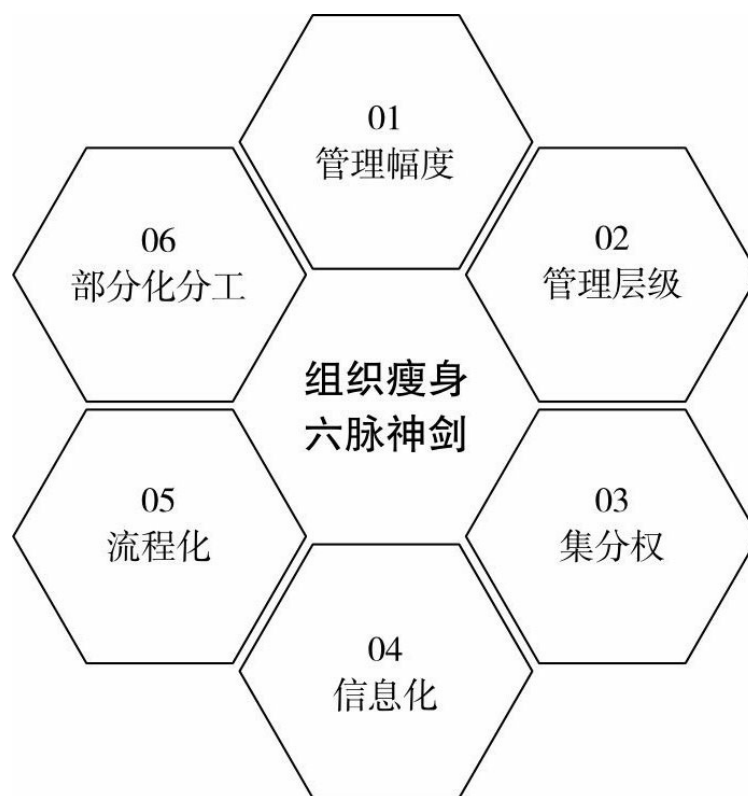 01
管理幅度
02
管理层级
03
集分权
04
信息化
05
流程化
06
部分化分工
组织瘦身
六脉神剑